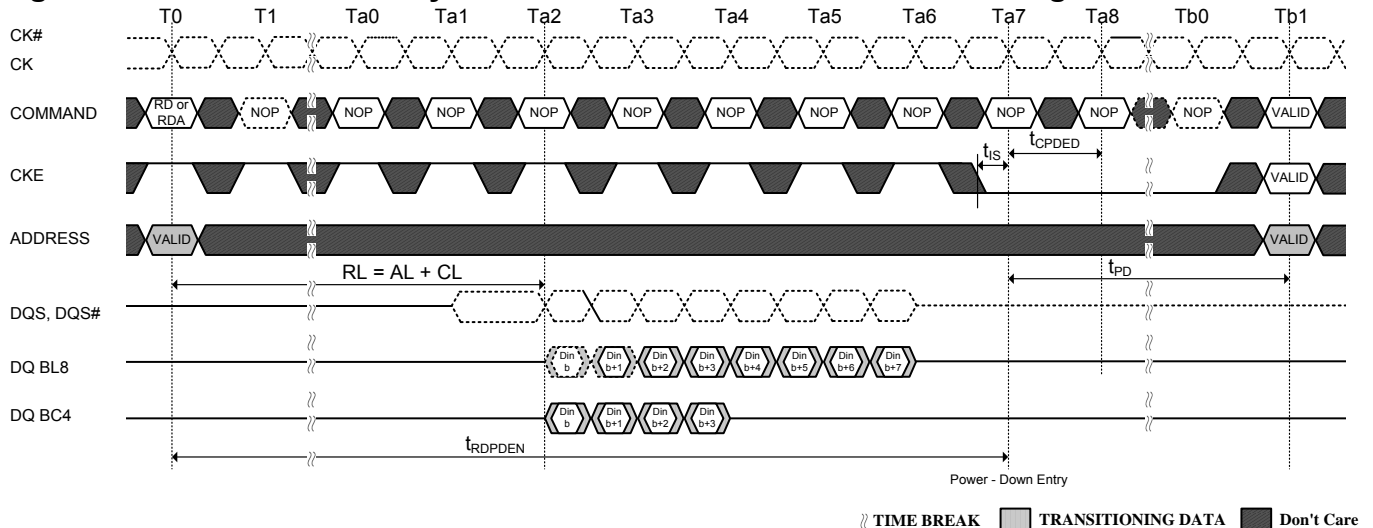 T0 T1 Ta0 Ta1 Ta2 Ta3 Ta4 Ta5 Ta6 Ta7 Ta8 Tb0 Tb1
CK#
CK
COMMAND
RD or RDA
NOP NOP NOP NOP NOP NOP NOP NOP NOP NOP NOP VALID
tIS
tCPDED
CKE
VALID
ADDRESS
VALID
VALID
RL = AL + CL
tPD
DQS, DQS#
DQ BL8
Din b
Din b+1
Din b+2
Din b+3
Din b+4
Din b+5
Din b+6
Din b+7
DQ BC4
Din b
Din b+1
Din b+2
Din b+3
tRDPDEN
Power - Down Entry
TIME BREAK TRANSITIONING DATA Don't Care